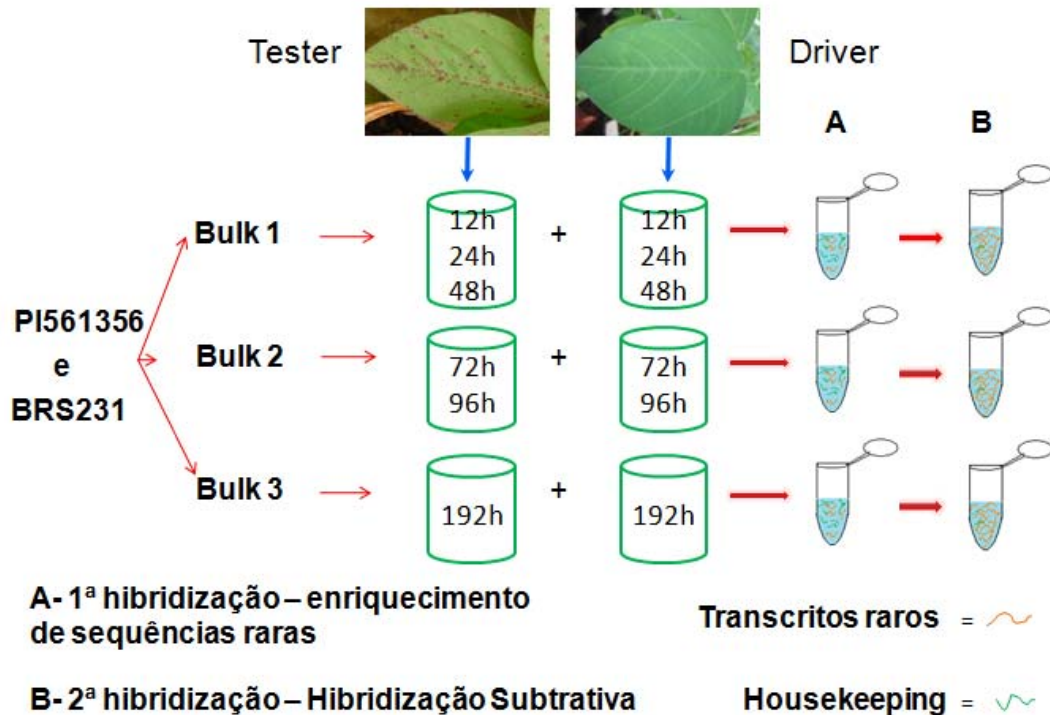 Tester
Driver
A
B
Bulk 1
12h
24h
48h
+
12h
24h
48h
PI561356
e
BRS231
Bulk 2
72h
96h
+
72h
96h
Bulk 3
192h
+
192h
A- 1ª hibridização – enriquecimento
de sequências raras
Transcritos raros =
B- 2ª hibridização – Hibridização Subtrativa
Housekeeping =